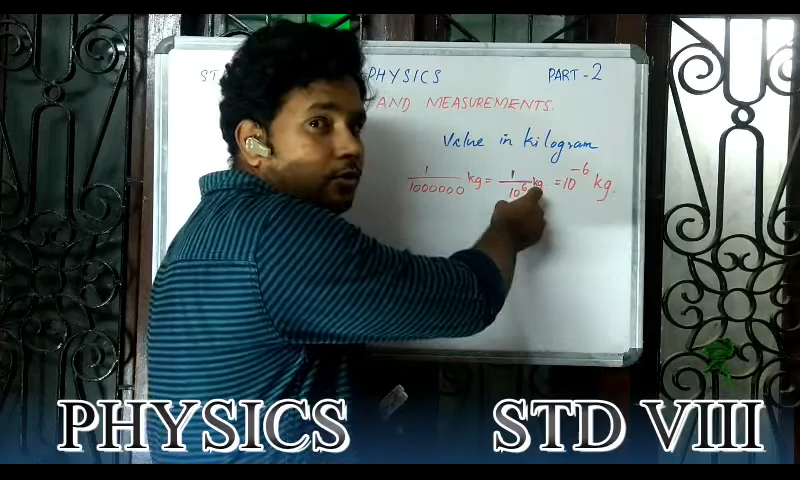 ST PHYSICS PART-2
AND MEASUREMENTS.
Value in kilogram
1/1000000 kg = 1/10⁶ kg = 10⁻⁶ kg.
PHYSICS STD VIII